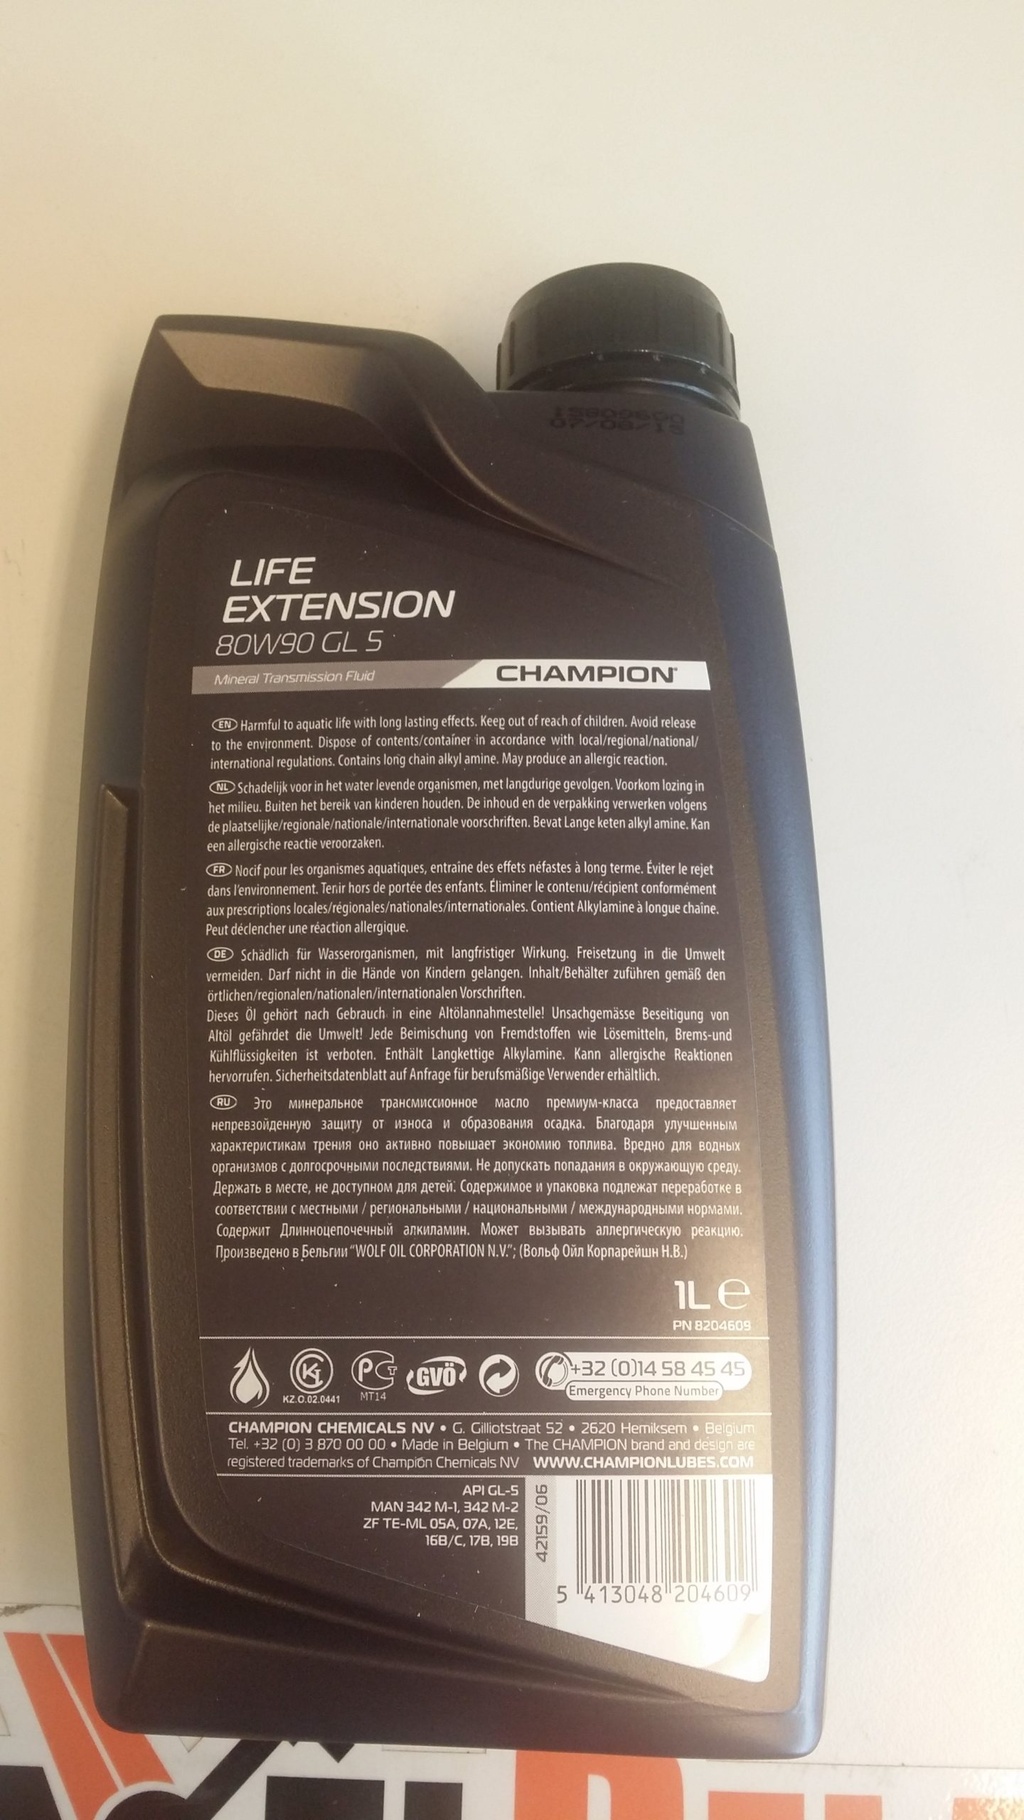 07/08/15
LIFE
EXTENSION
80W90 GL 5
Mineral Transmission Fluid
CHAMPION®
EN Harmful to aquatic life with long lasting effects. Keep out of reach of children. Avoid release
to the environment. Dispose of contents/container in accordance with local/regional/national/
international regulations. Contains long chain alkyl amine. May produce an allergic reaction.
NL Schadelijk voor in het water levende organismen, met langdurige gevolgen. Voorkom lozing in
het milieu. Buiten het bereik van kinderen houden. De inhoud en de verpakking verwerken volgens
de plaatselijke/regionale/nationale/internationale voorschriften. Bevat Lange keten alkyl amine. Kan
een allergische reactie veroorzaken.
FR Nocif pour les organismes aquatiques, entraîne des effets néfastes à long terme. Éviter le rejet
dans l'environnement. Tenir hors de portée des enfants. Éliminer le contenu/récipient conformément
aux prescriptions locales/régionales/nationales/internationales. Contient Alkylamine à longue chaîne.
Peut déclencher une réaction allergique.
DE Schädlich für Wasserorganismen, mit langfristiger Wirkung. Freisetzung in die Umwelt
vermeiden. Darf nicht in die Hände von Kindern gelangen. Inhalt/Behälter zuführen gemäß den
örtlichen/regionalen/nationalen/internationalen Vorschriften.
Dieses Öl gehört nach Gebrauch in eine Altölannahmestelle! Unsachgemässe Beseitigung von
Altöl gefährdet die Umwelt! Jede Beimischung von Fremdstoffen wie Lösemitteln, Brems-und
Kühlflüssigkeiten ist verboten. Enthält Langkettige Alkylamine. Kann allergische Reaktionen
hervorrufen. Sicherheitsdatenblatt auf Anfrage für berufsmäßige Verwender erhältlich.
RU Это минеральное трансмиссионное масло премиум-класса предоставляет
непревзойденную защиту от износа и образования осадка. Благодаря улучшенным
характеристикам трения оно активно повышает экономию топлива. Вредно для водных
организмов с долгосрочными последствиями. Не допускать попадания в окружающую среду.
Держать в месте, не доступном для детей. Содержимое и упаковка подлежат переработке в
соответствии с местными / региональными / национальными / международными нормами.
Содержит Длинноцепочечный алкиламин. Может вызывать аллергическую реакцию.
Произведено в Бельгии "WOLF OIL CORPORATION N.V."; (Вольф Ойл Корпарейшн Н.В.)
1L e
PN 8204609
KZ.O.02.0441
РСТ
МТ14
GVÖ
+32 (0)14 58 45 45
Emergency Phone Number
CHAMPION CHEMICALS NV • G. Gilliotstraat 52 • 2620 Hemiksem • Belgium
Tel. +32 (0) 3 870 00 00 • Made in Belgium • The CHAMPION brand and design are
registered trademarks of Champion Chemicals NV WWW.CHAMPIONLUBES.COM
API GL-5
MAN 342 M-1, 342 M-2
ZF TE-ML 05A, 07A, 12E,
16B/C, 17B, 19B
42159/06
5 413048 204609